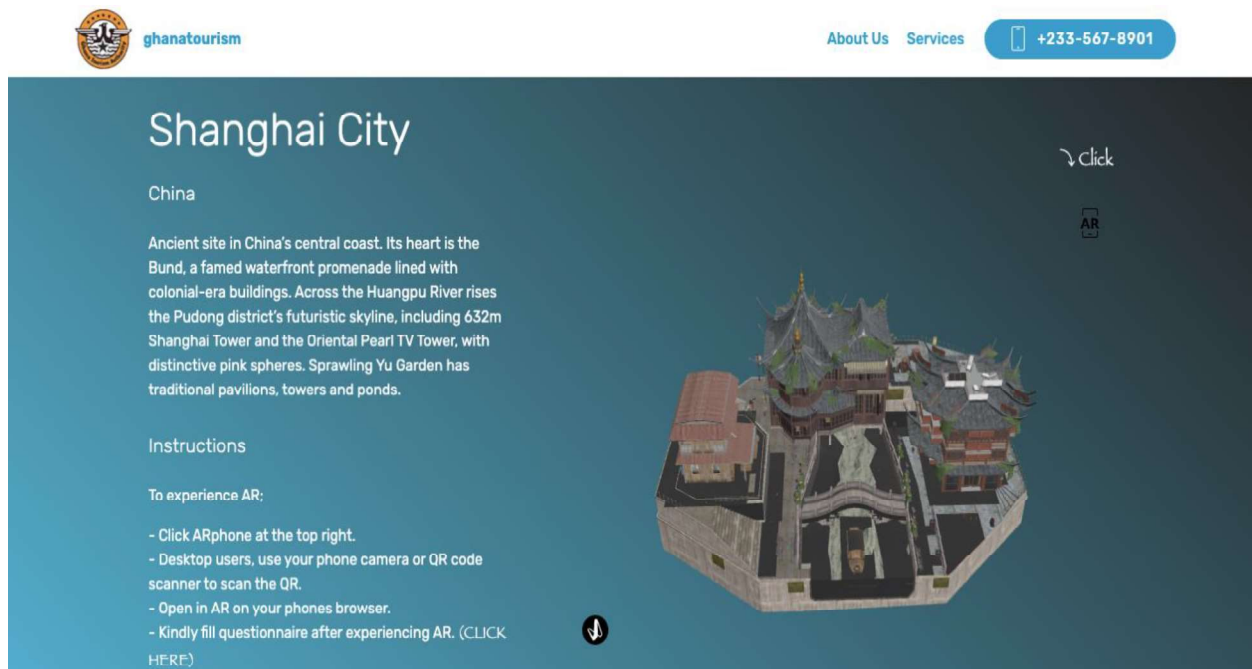 ghanatourism
About Us Services +233-567-8901
Shanghai City
Click
China
AR
Ancient site in China's central coast. Its heart is the
Bund, a famed waterfront promenade lined with
colonial-era buildings. Across the Huangpu River rises
the Pudong district's futuristic skyline, including 632m
Shanghai Tower and the Oriental Pearl TV Tower, with
distinctive pink spheres. Sprawling Yu Garden has
traditional pavilions, towers and ponds.
Instructions
To experience AR;
- Click ARphone at the top right.
- Desktop users, use your phone camera or QR code
scanner to scan the QR.
- Open in AR on your phones browser.
- Kindly fill questionnaire after experiencing AR. (CLICK
HERE)